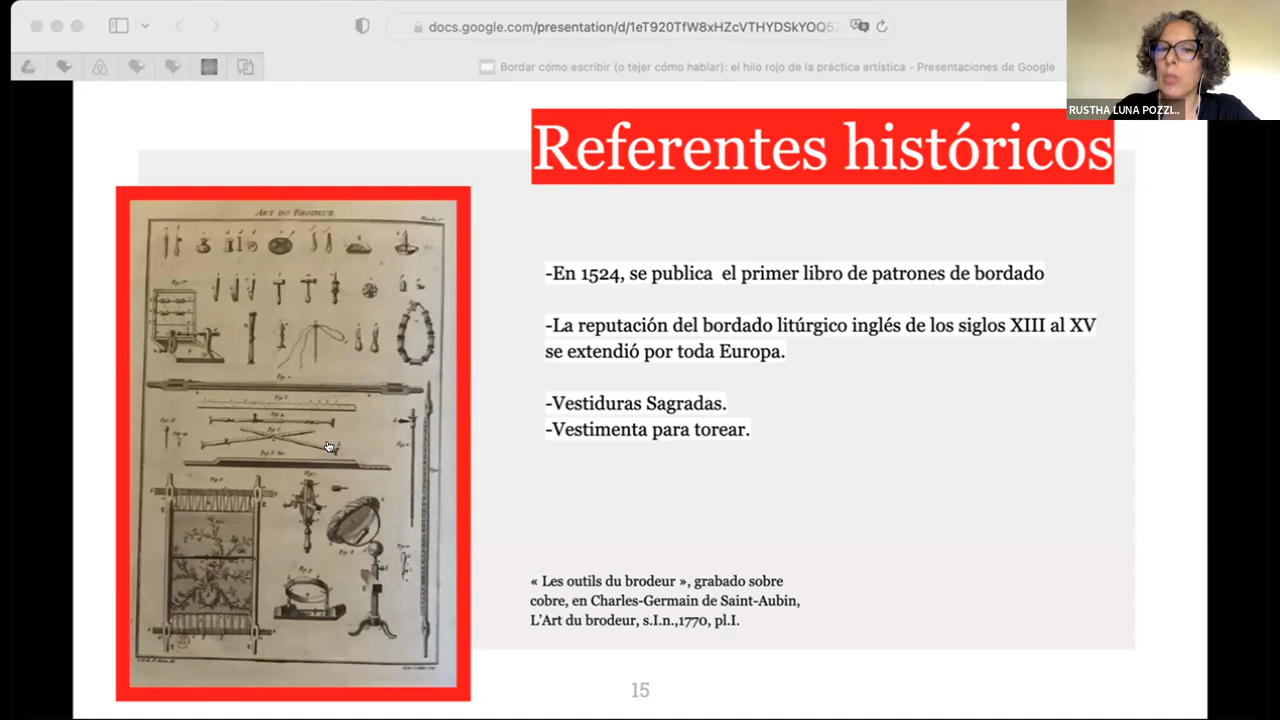 docs.google.com/presentation/d/1eT920TfW8xHZcVTHYDSkYOQ5
Bordar cómo escribir (o tejer cómo hablar): el hilo rojo de la práctica artística - Presentaciones de Google
RUSTHA LUNA POZZI...
Referentes históricos
ART DU BRODEUR
-En 1524, se publica el primer libro de patrones de bordado
-La reputación del bordado litúrgico inglés de los siglos XIII al XV
se extendió por toda Europa.
-Vestiduras Sagradas.
-Vestimenta para torear.
« Les outils du brodeur », grabado sobre
cobre, en Charles-Germain de Saint-Aubin,
L'Art du brodeur, s.I.n.,1770, pl.I.
15